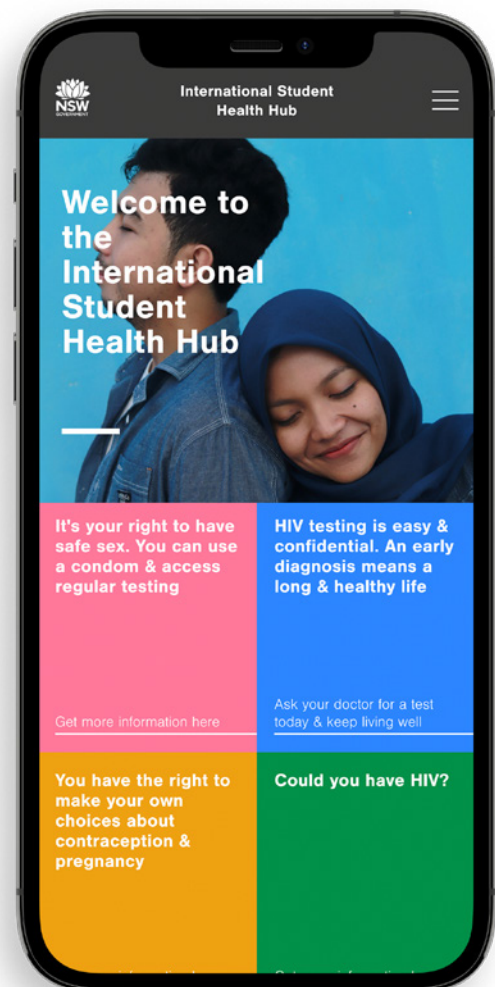 NSW
GOVERNMENT
International Student
Health Hub
Welcome to
the
International
Student
Health Hub
It's your right to have
safe sex. You can use
a condom & access
regular testing
Get more information here
HIV testing is easy &
confidential. An early
diagnosis means a
long & healthy life
Ask your doctor for a test
today & keep living well
You have the right to
make your own
choices about
contraception &
pregnancy
Could you have HIV?